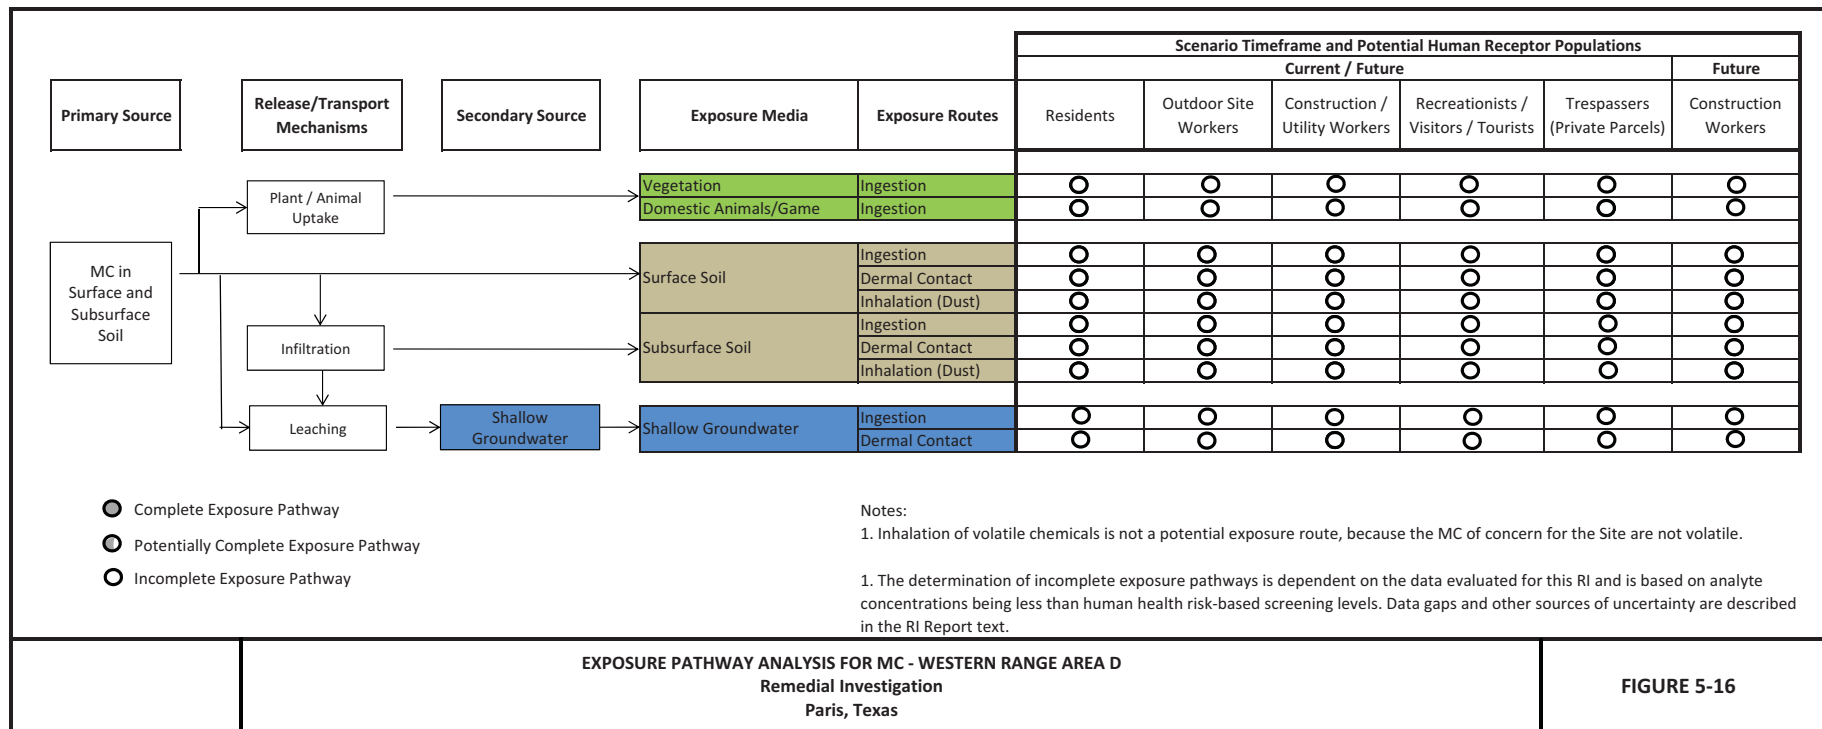 Scenario Timeframe and Potential Human Receptor Populations
Current / Future
Future
Primary Source
Release/Transport
Mechanisms
Secondary Source
Exposure Media
Exposure Routes
Residents
Outdoor Site
Workers
Construction /
Utility Workers
Recreationists /
Visitors / Tourists
Trespassers
(Private Parcels)
Construction
Workers
Plant / Animal
Uptake
Vegetation
Ingestion
Domestic Animals/Game
Ingestion
MC in
Surface and
Subsurface
Soil
Surface Soil
Ingestion
Dermal Contact
Inhalation (Dust)
Infiltration
Subsurface Soil
Ingestion
Dermal Contact
Inhalation (Dust)
Leaching
Shallow
Groundwater
Shallow Groundwater
Ingestion
Dermal Contact
Complete Exposure Pathway
Potentially Complete Exposure Pathway
Incomplete Exposure Pathway
Notes:
1. Inhalation of volatile chemicals is not a potential exposure route, because the MC of concern for the Site are not volatile.
1. The determination of incomplete exposure pathways is dependent on the data evaluated for this RI and is based on analyte
concentrations being less than human health risk-based screening levels. Data gaps and other sources of uncertainty are described
in the RI Report text.
EXPOSURE PATHWAY ANALYSIS FOR MC - WESTERN RANGE AREA D
Remedial Investigation
Paris, Texas
FIGURE 5-16